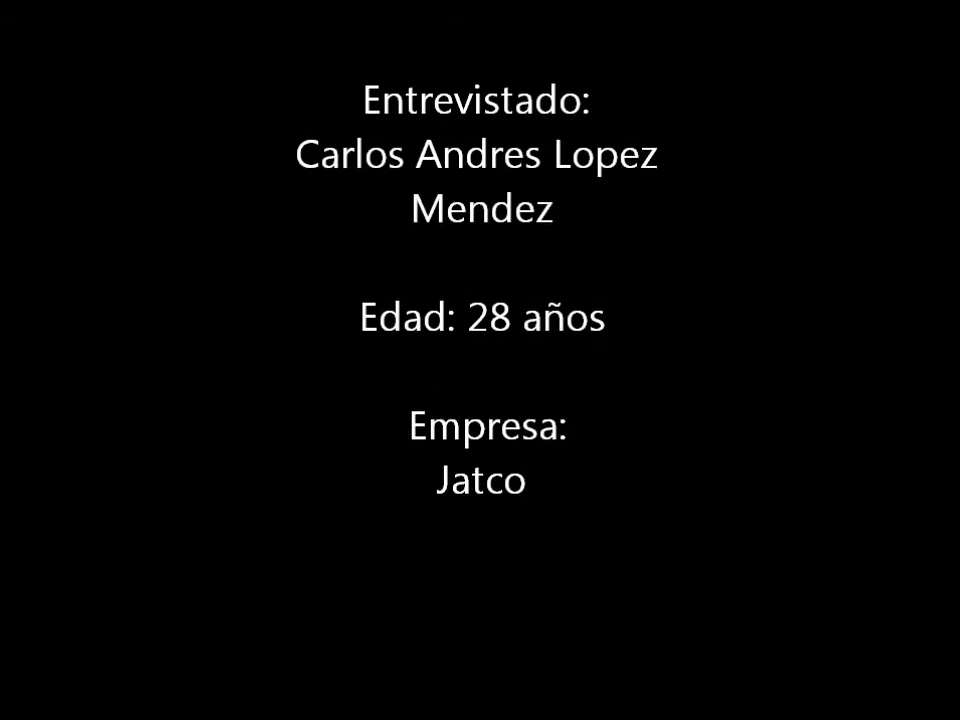 Entrevistado:
Carlos Andres Lopez
Mendez
Edad: 28 años
Empresa:
Jatco